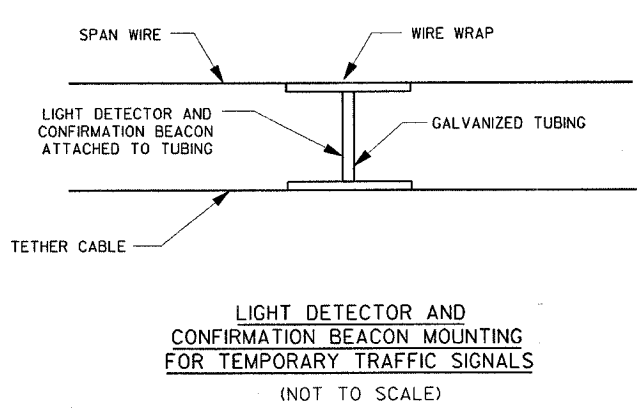 SPAN WIRE
WIRE WRAP
LIGHT DETECTOR AND
CONFIRMATION BEACON
ATTACHED TO TUBING
GALVANIZED TUBING
TETHER CABLE
LIGHT DETECTOR AND
CONFIRMATION BEACON MOUNTING
FOR TEMPORARY TRAFFIC SIGNALS
(NOT TO SCALE)